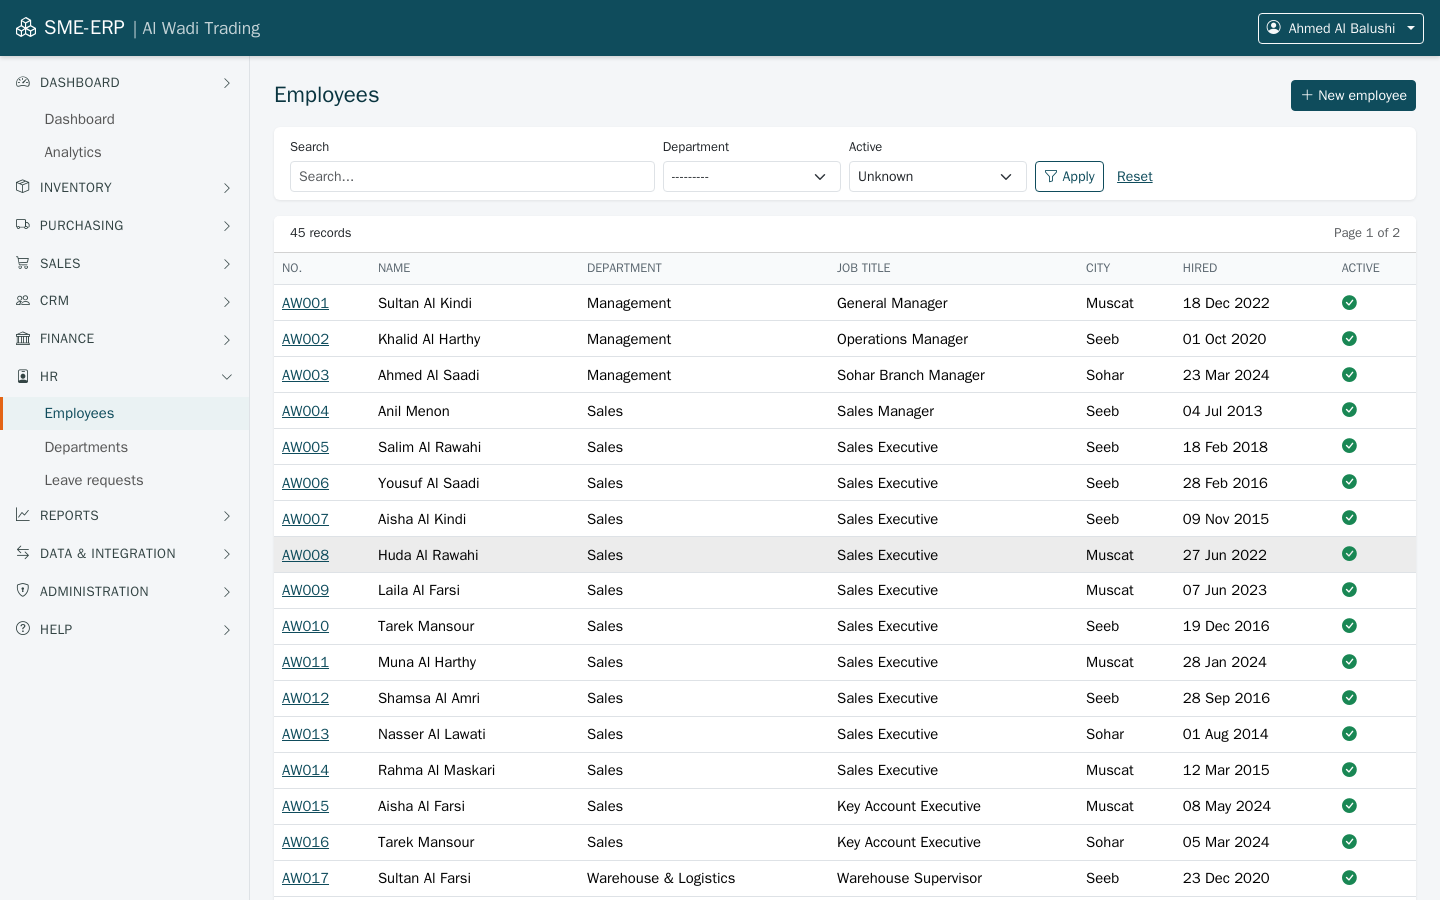 SME-ERP | Al Wadi Trading
Ahmed Al Balushi
DASHBOARD
Dashboard
Analytics
INVENTORY
PURCHASING
SALES
CRM
FINANCE
HR
Employees
Departments
Leave requests
REPORTS
DATA & INTEGRATION
ADMINISTRATION
HELP
Employees
New employee
Search Department Active
Search... --------- Unknown Apply Reset
45 records Page 1 of 2
NO. NAME DEPARTMENT JOB TITLE CITY HIRED ACTIVE
AW001 Sultan Al Kindi Management General Manager Muscat 18 Dec 2022
AW002 Khalid Al Harthy Management Operations Manager Seeb 01 Oct 2020
AW003 Ahmed Al Saadi Management Sohar Branch Manager Sohar 23 Mar 2024
AW004 Anil Menon Sales Sales Manager Seeb 04 Jul 2013
AW005 Salim Al Rawahi Sales Sales Executive Seeb 18 Feb 2018
AW006 Yousuf Al Saadi Sales Sales Executive Seeb 28 Feb 2016
AW007 Aisha Al Kindi Sales Sales Executive Seeb 09 Nov 2015
AW008 Huda Al Rawahi Sales Sales Executive Muscat 27 Jun 2022
AW009 Laila Al Farsi Sales Sales Executive Muscat 07 Jun 2023
AW010 Tarek Mansour Sales Sales Executive Seeb 19 Dec 2016
AW011 Muna Al Harthy Sales Sales Executive Muscat 28 Jan 2024
AW012 Shamsa Al Amri Sales Sales Executive Seeb 28 Sep 2016
AW013 Nasser Al Lawati Sales Sales Executive Sohar 01 Aug 2014
AW014 Rahma Al Maskari Sales Sales Executive Muscat 12 Mar 2015
AW015 Aisha Al Farsi Sales Key Account Executive Muscat 08 May 2024
AW016 Tarek Mansour Sales Key Account Executive Sohar 05 Mar 2024
AW017 Sultan Al Farsi Warehouse & Logistics Warehouse Supervisor Seeb 23 Dec 2020